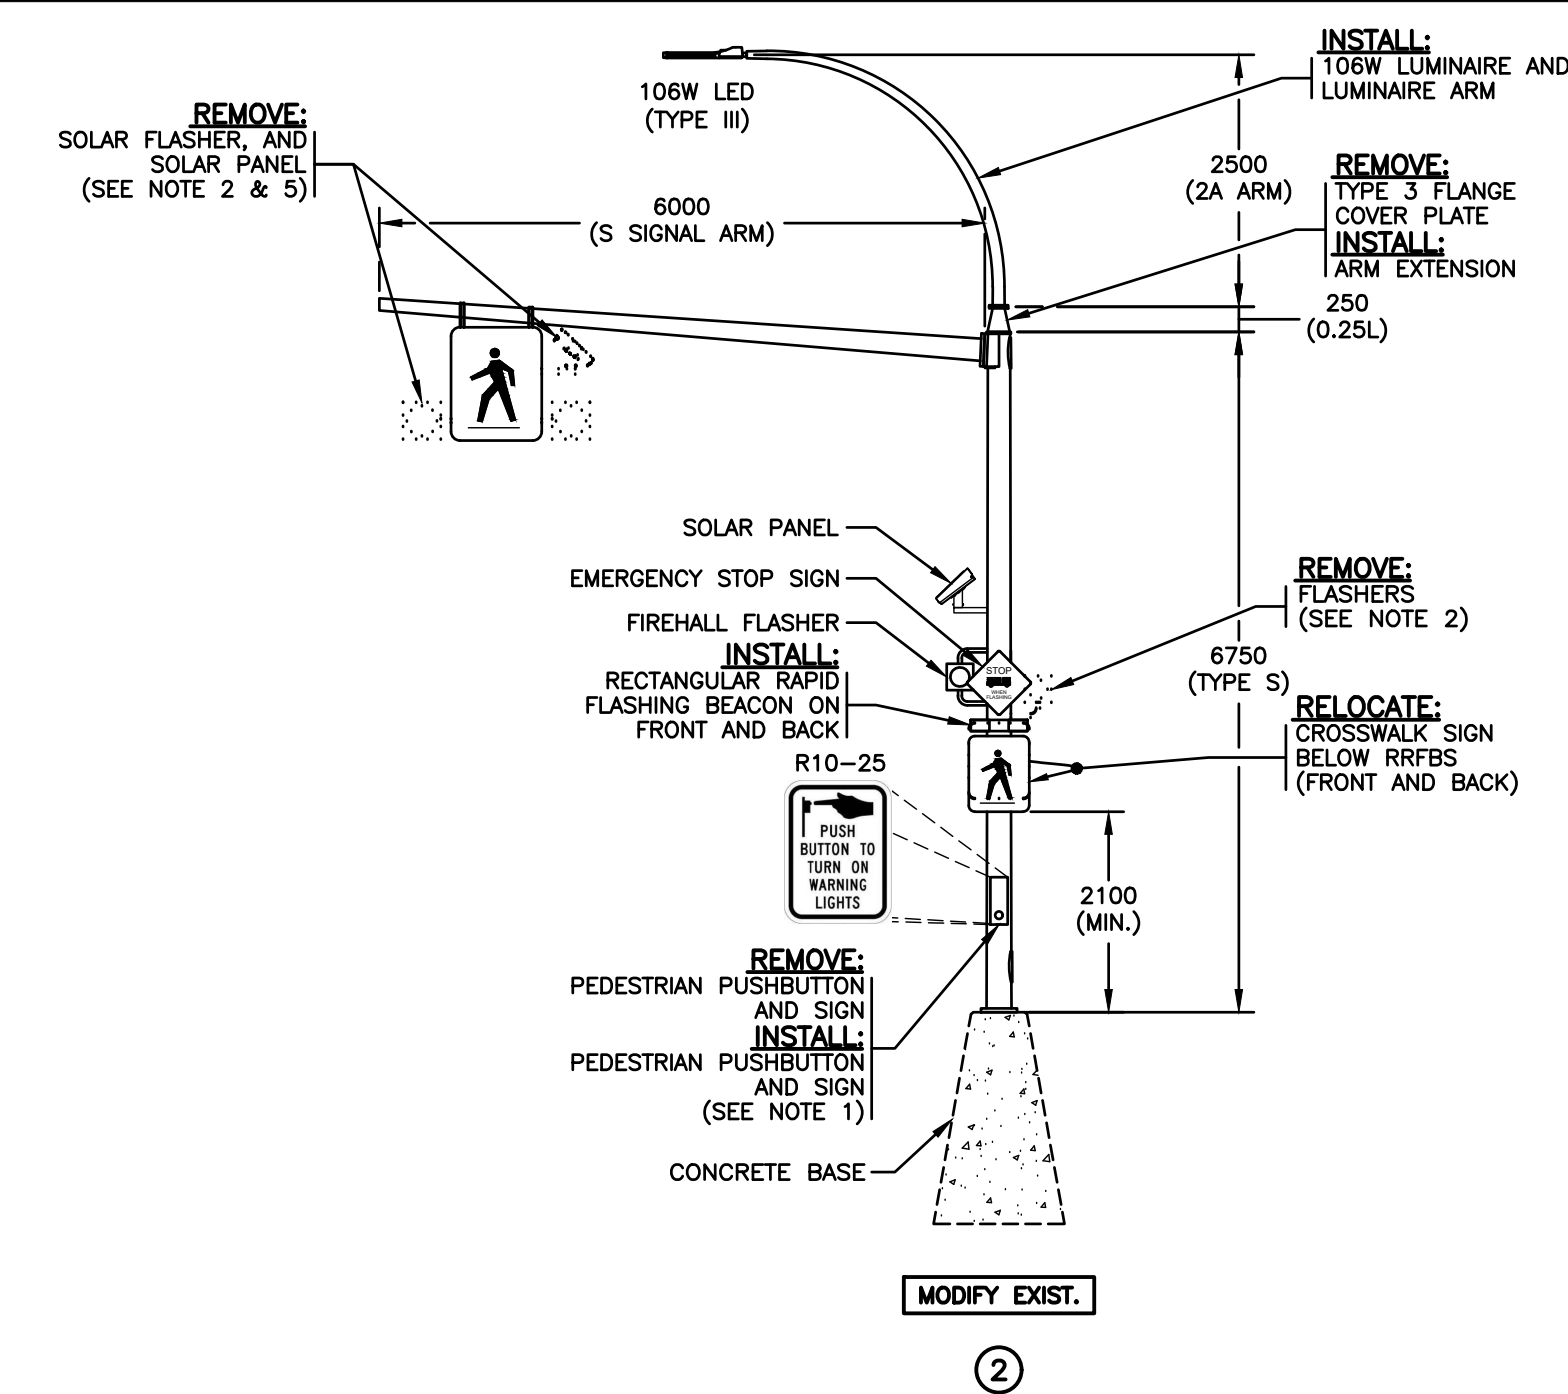 INSTALL:
106W LUMINAIRE AND
LUMINAIRE ARM
106W LED
(TYPE III)
REMOVE:
SOLAR FLASHER, AND
SOLAR PANEL
(SEE NOTE 2 & 5)
2500
(2A ARM)
REMOVE:
TYPE 3 FLANGE
COVER PLATE
INSTALL:
ARM EXTENSION
6000
(S SIGNAL ARM)
250
(0.25L)
SOLAR PANEL
EMERGENCY STOP SIGN
FIREHALL FLASHER
INSTALL:
RECTANGULAR RAPID
FLASHING BEACON ON
FRONT AND BACK
STOP
WHEN
FLASHING
REMOVE:
FLASHERS
(SEE NOTE 2)
6750
(TYPE S)
RELOCATE:
CROSSWALK SIGN
BELOW RRFBS
(FRONT AND BACK)
R10-25
PUSH
BUTTON TO
TURN ON
WARNING
LIGHTS
2100
(MIN.)
REMOVE:
PEDESTRIAN PUSHBUTTON
AND SIGN
INSTALL:
PEDESTRIAN PUSHBUTTON
AND SIGN
(SEE NOTE 1)
CONCRETE BASE
MODIFY EXIST.
2